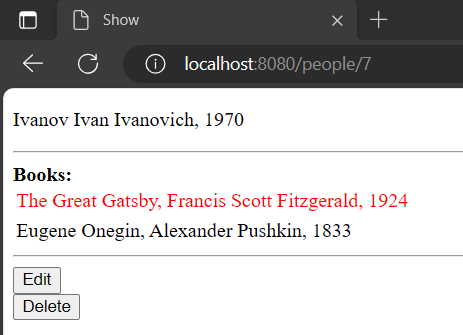 Show
localhost:8080/people/7
Ivanov Ivan Ivanovich, 1970
Books:
The Great Gatsby, Francis Scott Fitzgerald, 1924
Eugene Onegin, Alexander Pushkin, 1833
Edit
Delete